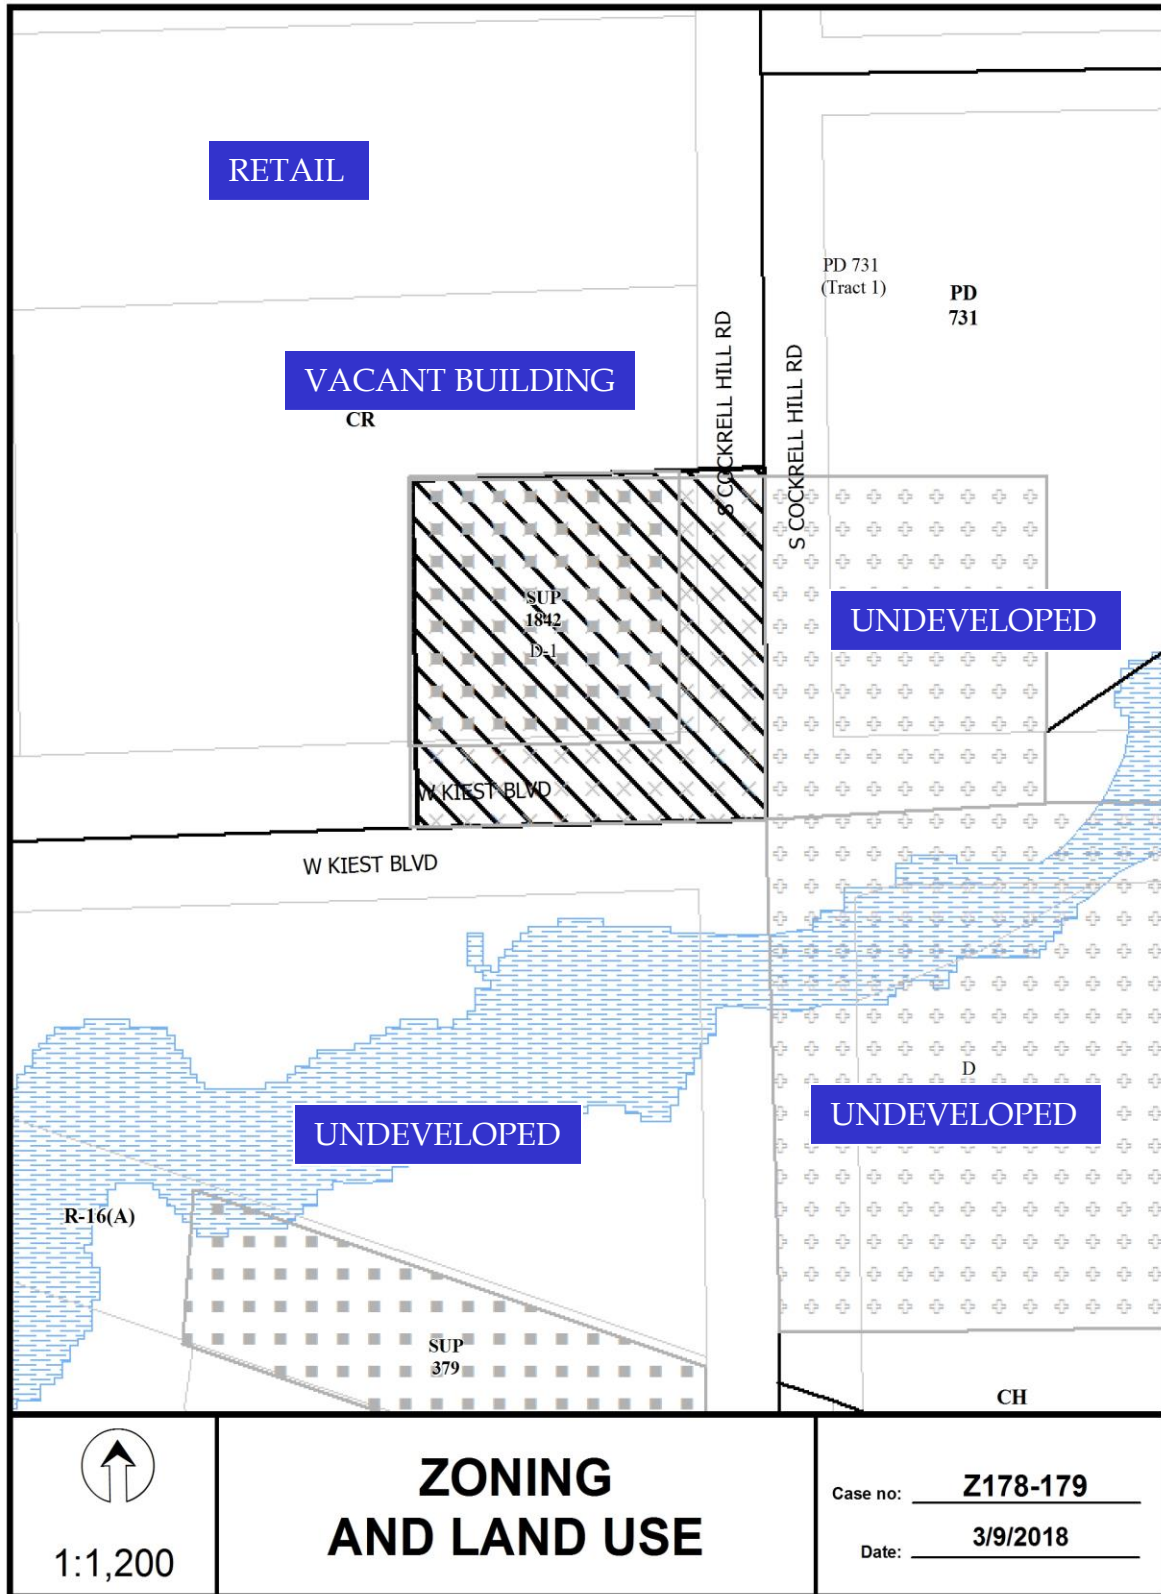 RETAIL
PD 731
(Tract 1)
PD
731
S COCKRELL HILL RD
S COCKRELL HILL RD
VACANT BUILDING
CR
SUP
1842
D-1
UNDEVELOPED
W KIEST BLVD
W KIEST BLVD
D
UNDEVELOPED
UNDEVELOPED
R-16(A)
SUP
379
CH
1:1,200
ZONING
AND LAND USE
Case no: Z178-179
Date: 3/9/2018